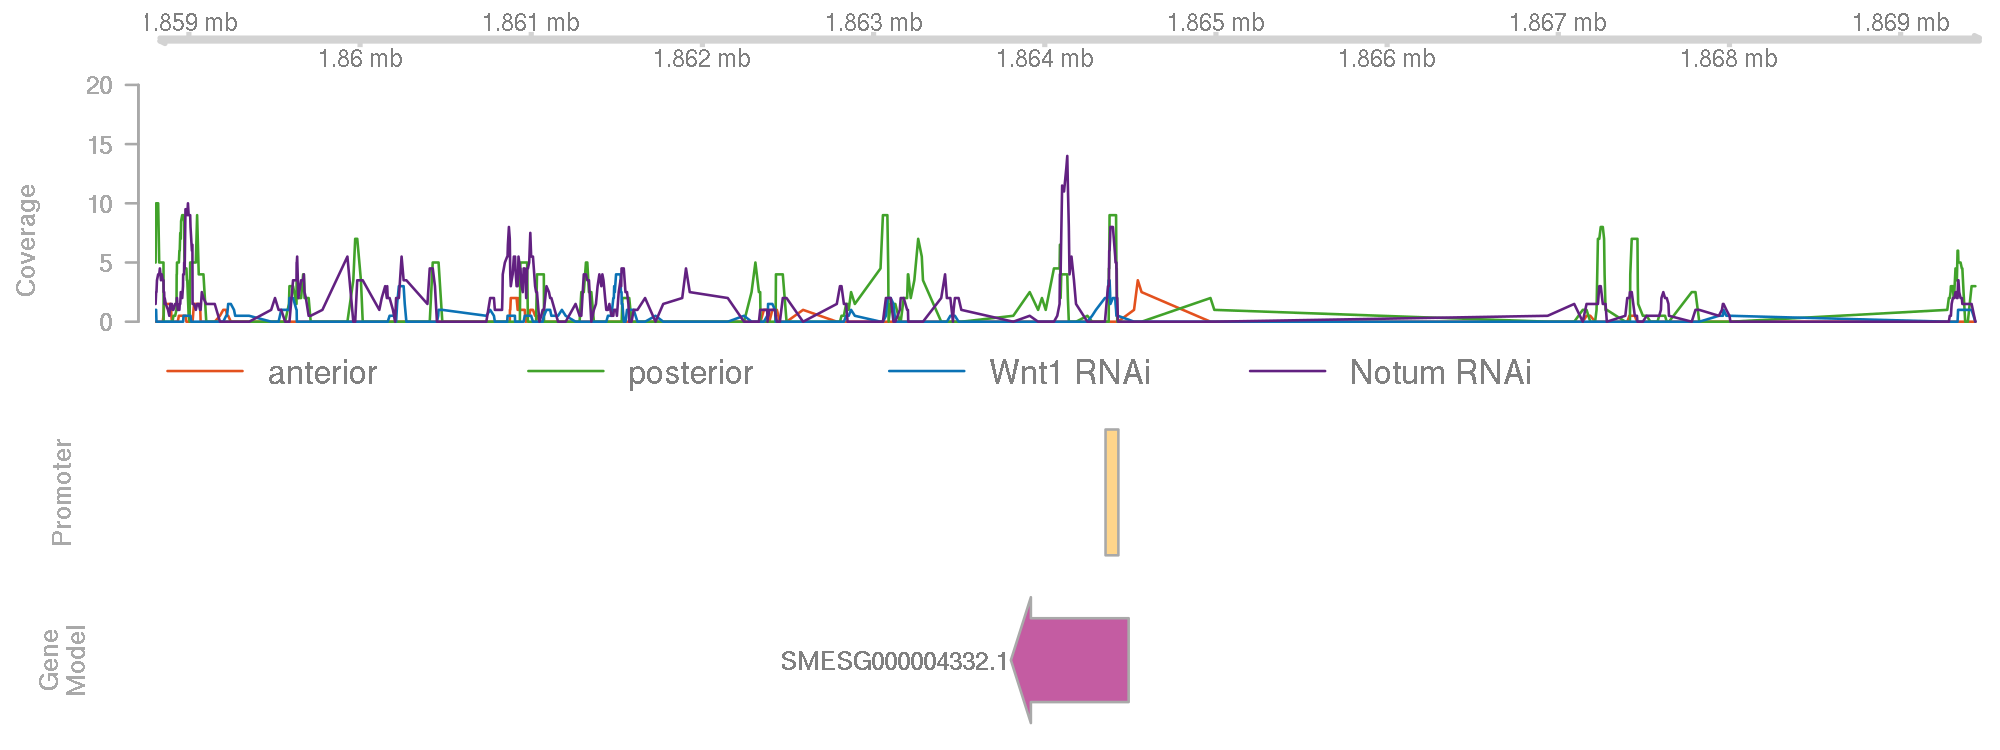 1.859 mb 1.861 mb 1.863 mb 1.865 mb 1.867 mb 1.869 mb
1.86 mb 1.862 mb 1.864 mb 1.866 mb 1.868 mb
20
15
10
5
0
Coverage
anterior posterior Wnt1 RNAi Notum RNAi
Promoter
Gene
Model
SMESG000004332.1